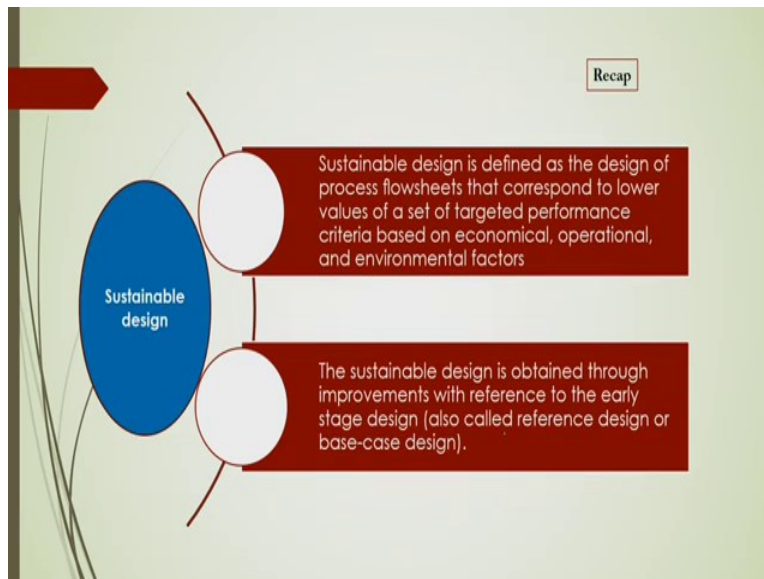 Recap
Sustainable design is defined as the design of
process flowsheets that correspond to lower
values of a set of targeted performance
criteria based on economical, operational,
and environmental factors
Sustainable
design
The sustainable design is obtained through
improvements with reference to the early
stage design (also called reference design or
base-case design).